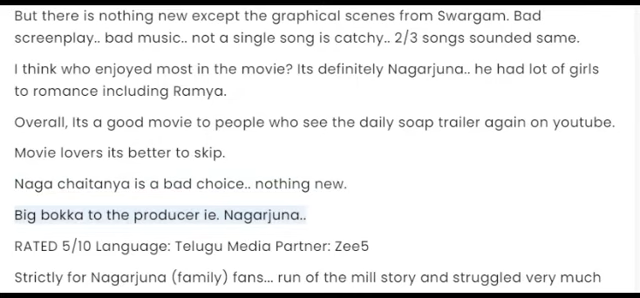 But there is nothing new except the graphical scenes from Swargam. Bad
screenplay.. bad music.. not a single song is catchy.. 2/3 songs sounded same.
I think who enjoyed most in the movie? Its definitely Nagarjuna.. he had lot of girls
to romance including Ramya.
Overall, Its a good movie to people who see the daily soap trailer again on youtube.
Movie lovers its better to skip.
Naga chaitanya is a bad choice.. nothing new.
Big bokka to the producer ie. Nagarjuna..
RATED 5/10 Language: Telugu Media Partner: Zee5
Strictly for Nagarjuna (family) fans... run of the mill story and struggled very much